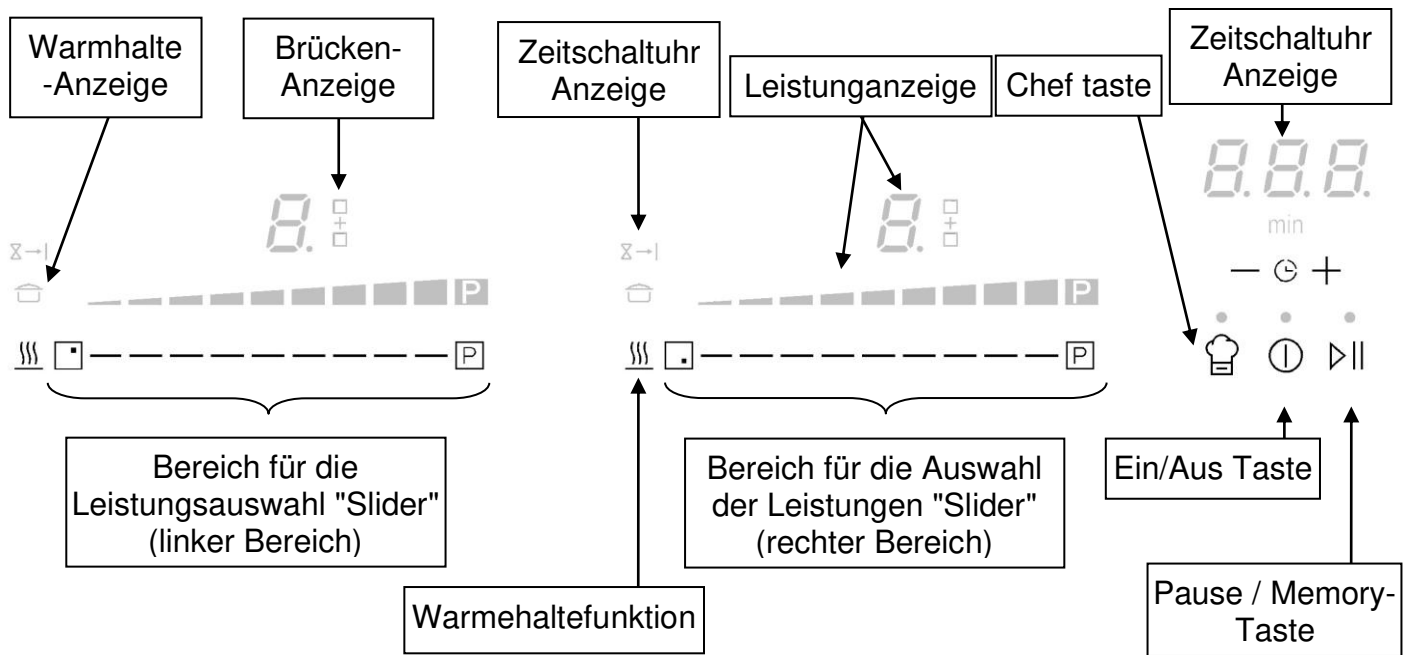 Warmhalte
-Anzeige
Brücken-
Anzeige
Zeitschaltuhr
Anzeige
Leistunganzeige
Chef taste
Zeitschaltuhr
Anzeige
8.
8.
8.8.8.
min
P
P
P
P
Bereich für die
Leistungsauswahl "Slider"
(linker Bereich)
Bereich für die Auswahl
der Leistungen "Slider"
(rechter Bereich)
Ein/Aus Taste
Warmehaltefunktion
Pause / Memory-
Taste